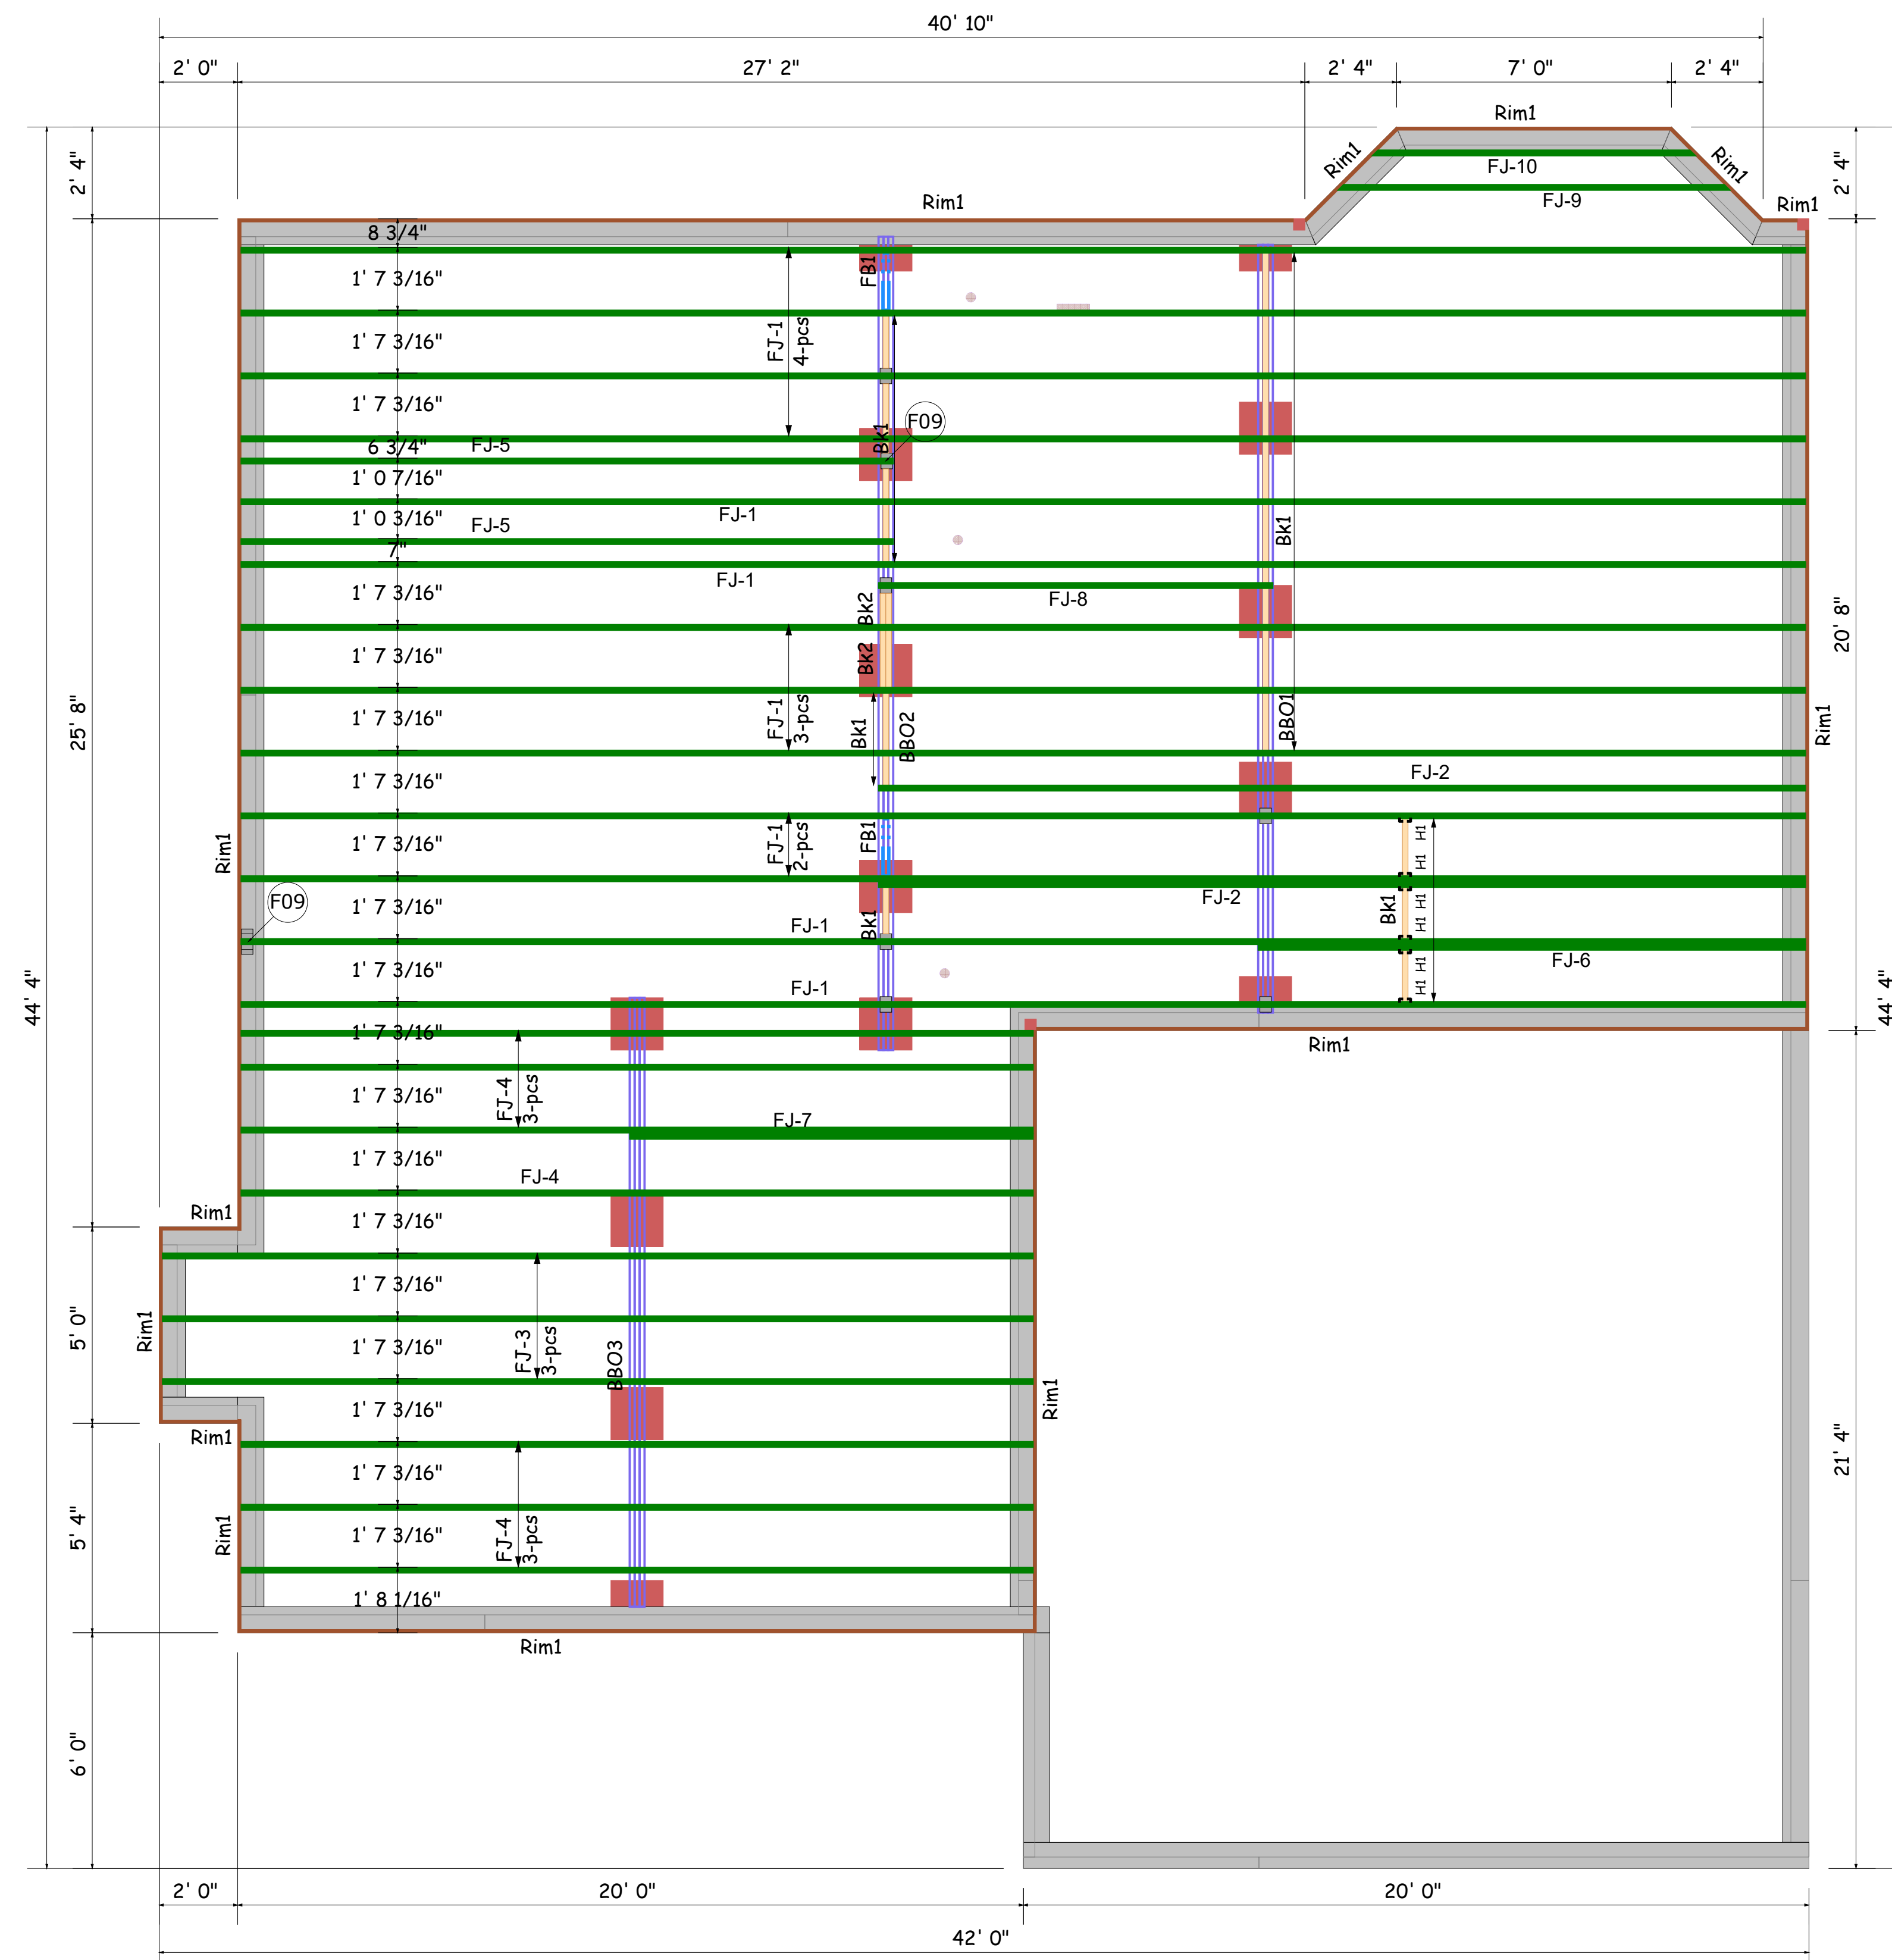 40' 10"
2' 0"
27' 2"
2' 4"
7' 0"
2' 4"
Rim1
Rim1
Rim1
FJ-10
FJ-9
2' 4"
2' 4"
Rim1
Rim1
8 3/4"
1' 7 3/16"
FB1
1' 7 3/16"
FJ-1
4-pcs
1' 7 3/16"
F09
6 3/4"
FJ-5
Bk1
1' 0 7/16"
FJ-1
1' 0 3/16"
FJ-5
Bk1
7"
FJ-1
1' 7 3/16"
Bk2
FJ-8
20' 8"
1' 7 3/16"
Bk2
25' 8"
1' 7 3/16"
FJ-1
3-pcs
Bk1
BBO2
BBO1
Rim1
1' 7 3/16"
FJ-2
Rim1
1' 7 3/16"
FJ-1
2-pcs
FB1
H1
H1
F09
1' 7 3/16"
FJ-2
Bk1
H1
H1
FJ-1
Bk1
1' 7 3/16"
FJ-6
H1
H1
FJ-1
44' 4"
44' 4"
1' 7 3/16"
Rim1
1' 7 3/16"
FJ-4
3-pcs
FJ-7
1' 7 3/16"
FJ-4
Rim1
1' 7 3/16"
1' 7 3/16"
5' 0"
Rim1
FJ-3
3-pcs
1' 7 3/16"
BBO3
Rim1
1' 7 3/16"
Rim1
21' 4"
1' 7 3/16"
5' 4"
Rim1
FJ-4
3-pcs
1' 7 3/16"
1' 8 1/16"
Rim1
6' 0"
2' 0"
20' 0"
20' 0"
42' 0"